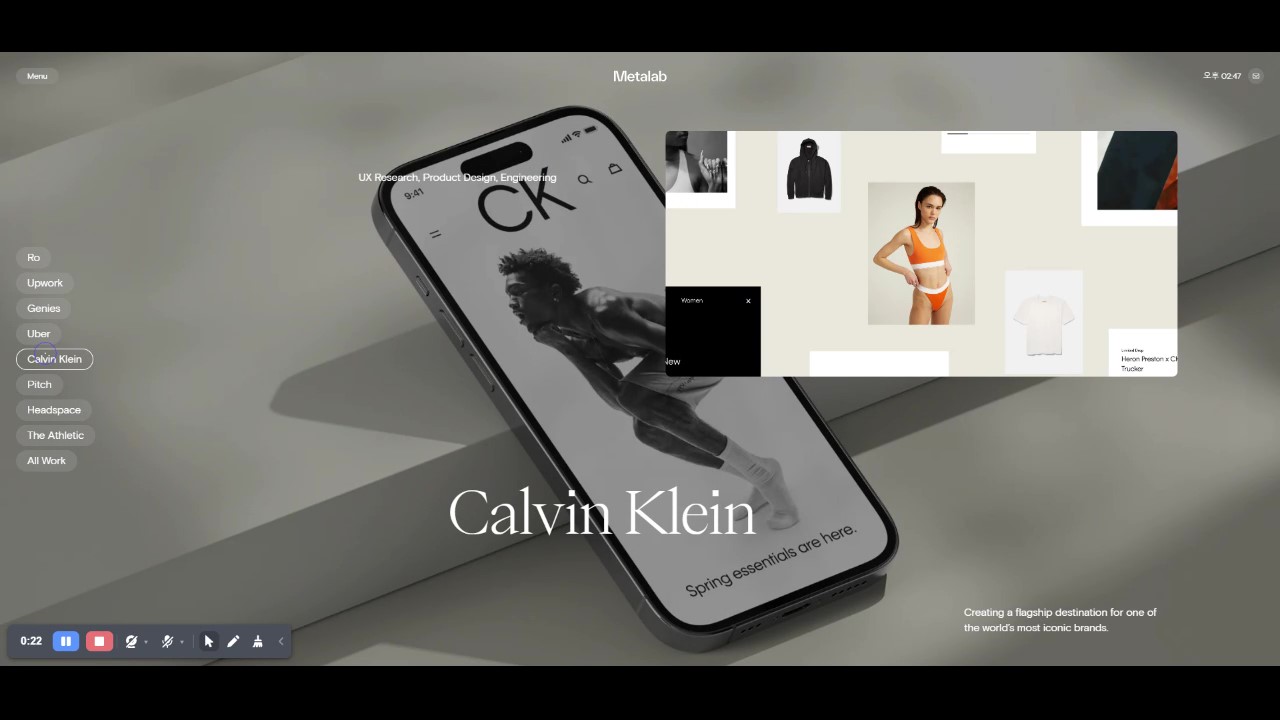 Menu
Metalab
오후 02:47
UX Research, Product Design, Engineering
9:41
CK
Women
New
Limited Drop
Heron Preston x C
Trucker
Ro
Upwork
Genies
Uber
Calvin Klein
Pitch
Headspace
The Athletic
All Work
Calvin Klein
Spring essentials are here.
Creating a flagship destination for one of
the world's most iconic brands.
0:22